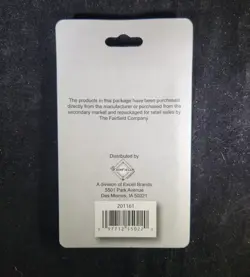 The products in this package have been purchased
directly from the manufacturer or purchased from the
secondary market and repackaged for retail sales by
The Fairfield Company
Distributed by
FAIRFIELD
A division of Excell Brands
5501 Park Avenue
Des Moines, IA 50321
201161